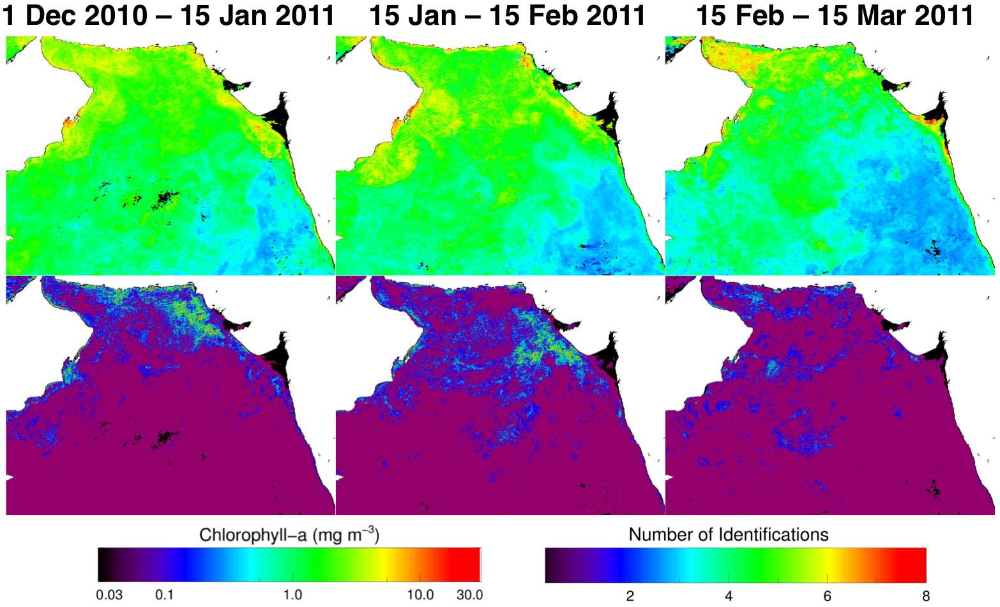 1 Dec 2010 – 15 Jan 2011
15 Jan – 15 Feb 2011
15 Feb – 15 Mar 2011
Chlorophyll−a (mg m⁻³)
Number of Identifications
0.03 0.1 1.0 10.0 30.0
2 4 6 8